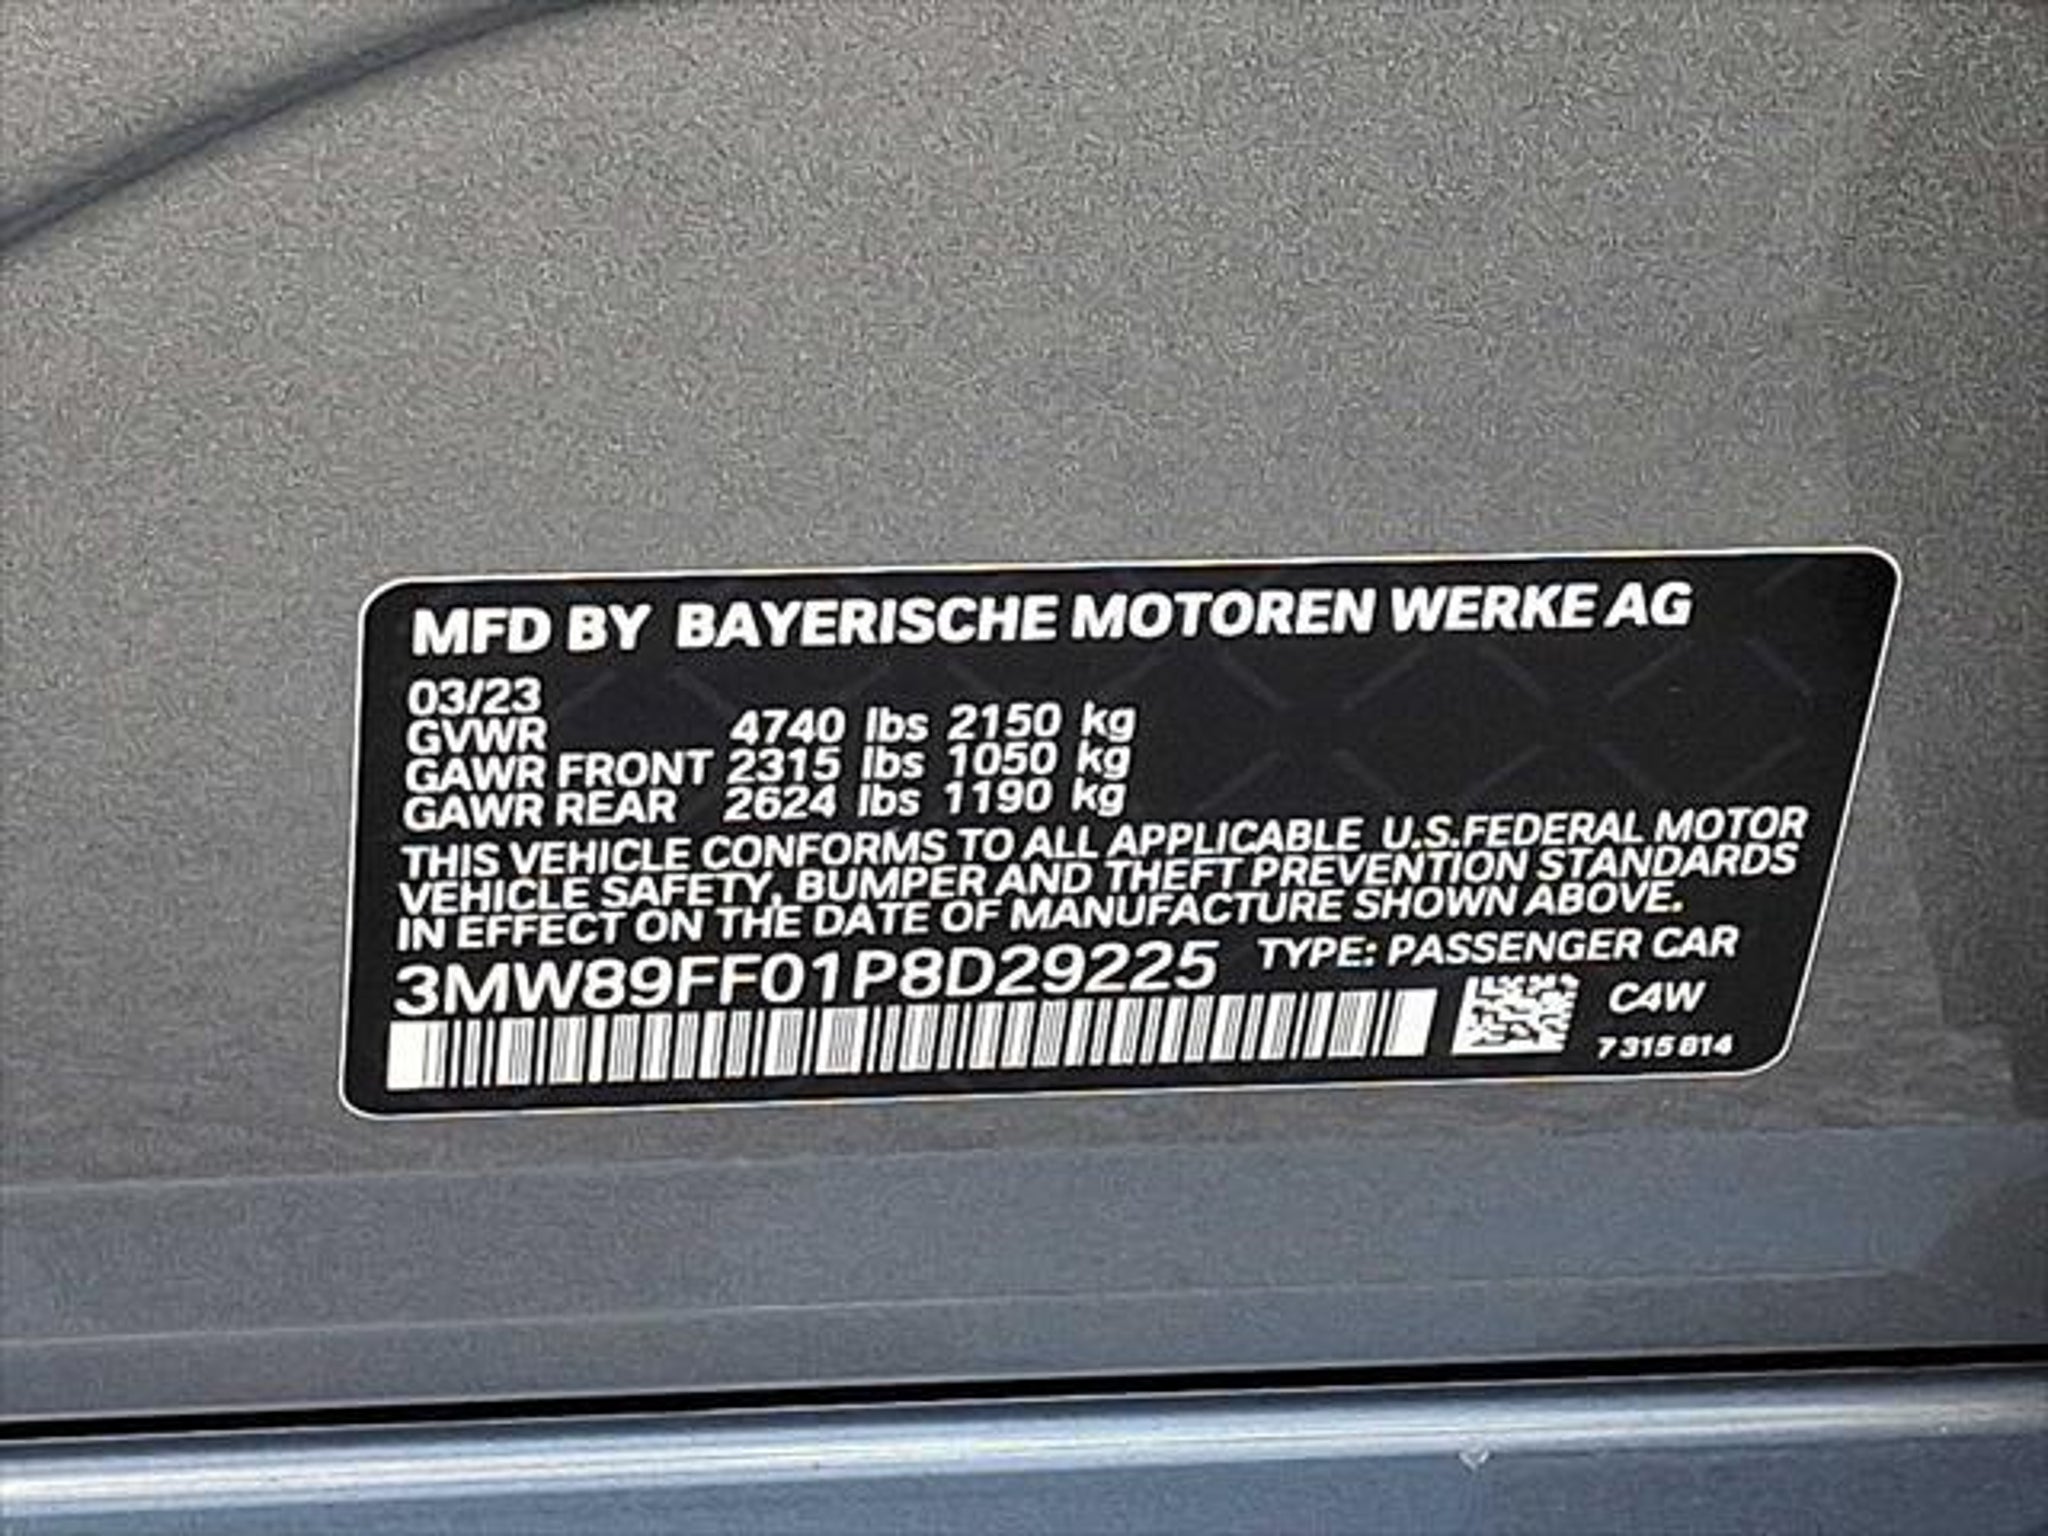 MFD BY BAYERISCHE MOTOREN WERKE AG
03/23
GVWR 4740 lbs 2150 kg
GAWR FRONT 2315 lbs 1050 kg
GAWR REAR 2624 lbs 1190 kg
THIS VEHICLE CONFORMS TO ALL APPLICABLE U.S.FEDERAL MOTOR
VEHICLE SAFETY, BUMPER AND THEFT PREVENTION STANDARDS
IN EFFECT ON THE DATE OF MANUFACTURE SHOWN ABOVE.
3MW89FF01P8D29225 TYPE: PASSENGER CAR
C4W
7 315 814